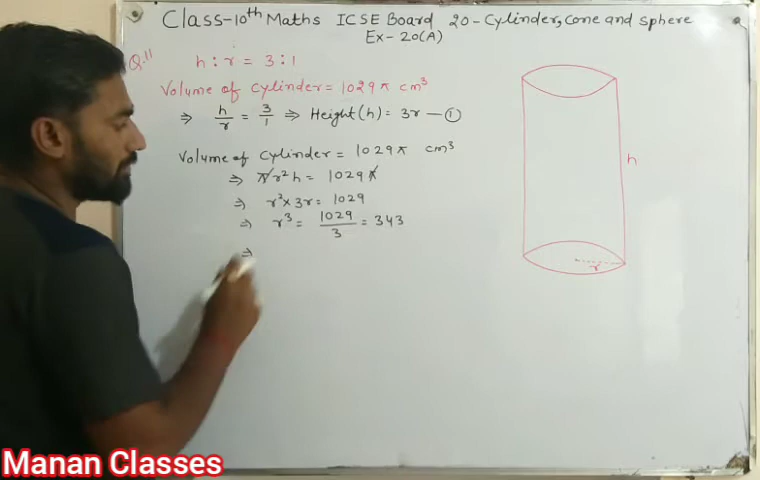 Class-10th Maths ICSE Board 20-Cylinder, Cone and sphere
Ex-20(A)
Q.11
h : r = 3 : 1
Volume of cylinder = 1029π cm³
⇒ h/r = 3/1 ⇒ Height(h) = 3r — ①
Volume of cylinder = 1029π cm³
⇒ πr²h = 1029π
⇒ r² × 3r = 1029
⇒ r³ = 1029/3 = 343
⇒
h
r
Manan Classes